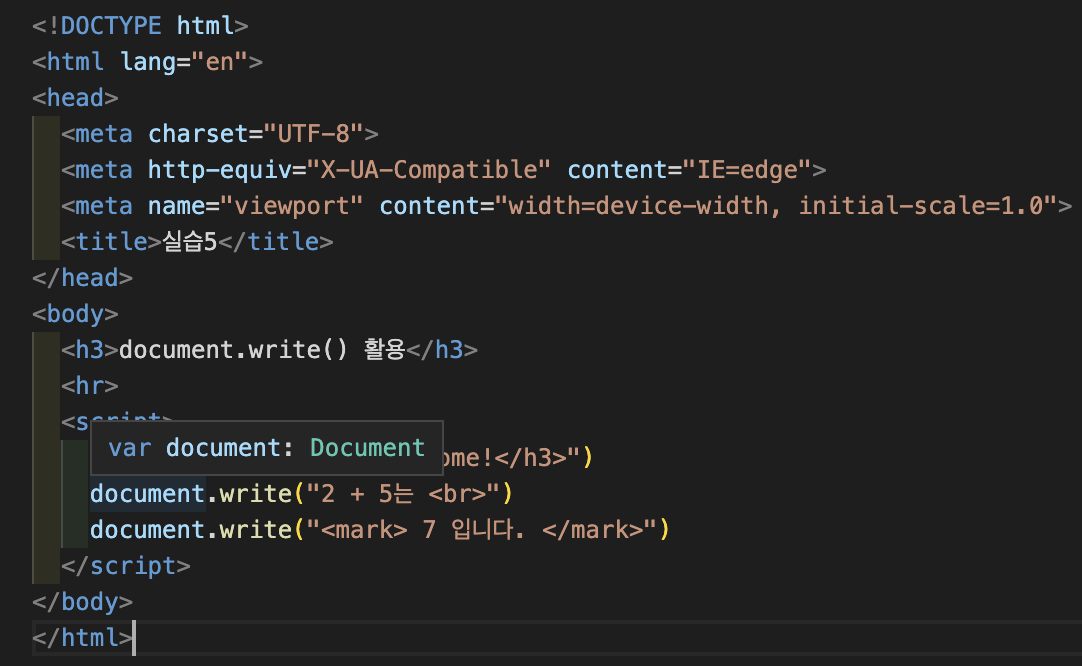 <!DOCTYPE html>
<html lang="en">
<head>
<meta charset="UTF-8">
<meta http-equiv="X-UA-Compatible" content="IE=edge">
<meta name="viewport" content="width=device-width, initial-scale=1.0">
<title>실습5</title>
</head>
<body>
<h3>document.write() 활용</h3>
<hr>
<script>
var document: Document
ome!</h3>")
document.write("2 + 5는 <br>")
document.write("<mark> 7 입니다. </mark>")
</script>
</body>
</html>